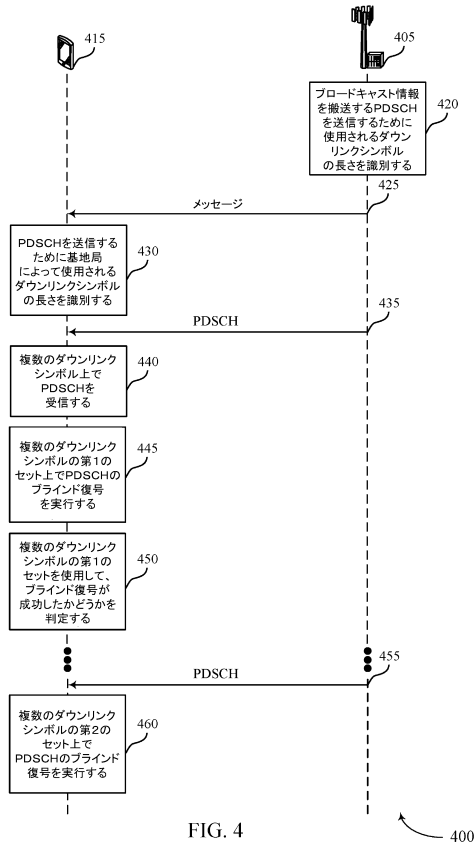 415
405
ブロードキャスト情報
を搬送するPDSCH
を送信するために
使用されるダウン
リンクシンボル
の長さを識別する
420
425
メッセージ
PDSCHを送信する
ために基地局
によって使用される
ダウンリンクシンボル
の長さを識別する
430
435
PDSCH
複数のダウンリンク
シンボル上で
PDSCHを
受信する
440
複数のダウンリンク
シンボルの第1の
セット上でPDSCHの
ブラインド復号
を実行する
445
複数のダウンリンク
シンボルの第1の
セットを使用して、
ブラインド復号が
成功したかどうかを
判定する
450
455
PDSCH
複数のダウンリンク
シンボルの第2の
セット上で
PDSCHのブラインド
復号を実行する
460
FIG. 4
400